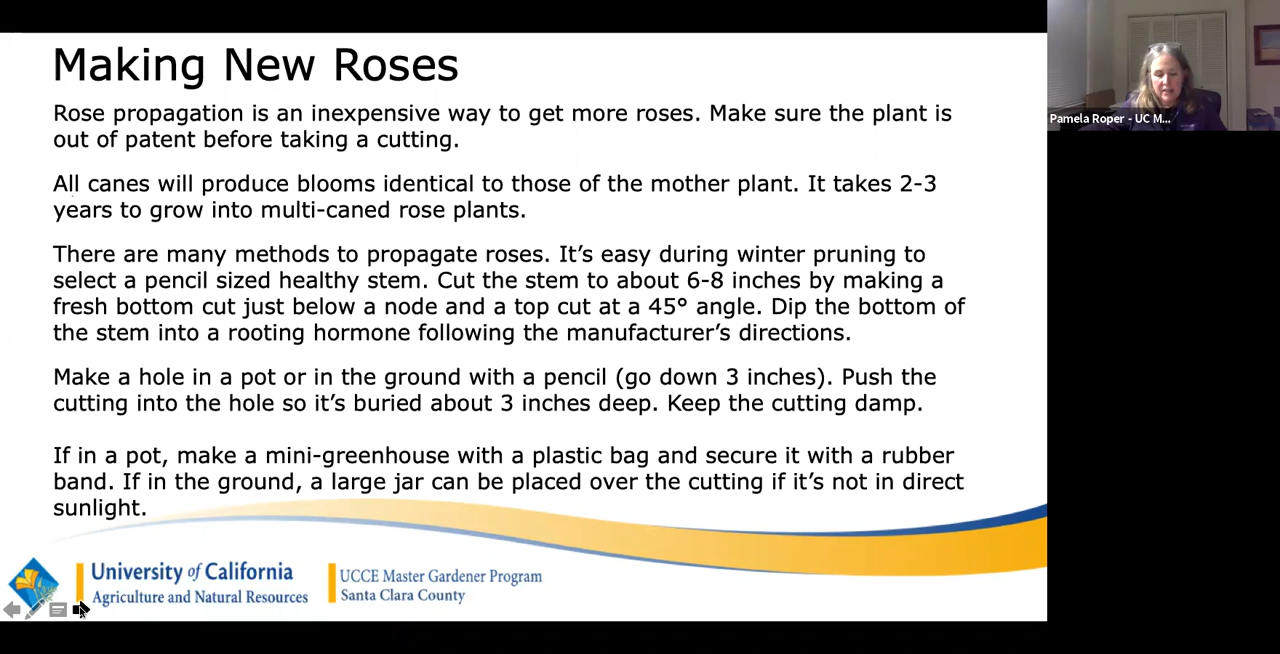 Making New Roses
Rose propagation is an inexpensive way to get more roses. Make sure the plant is
out of patent before taking a cutting.
All canes will produce blooms identical to those of the mother plant. It takes 2-3
years to grow into multi-caned rose plants.
There are many methods to propagate roses. It’s easy during winter pruning to
select a pencil sized healthy stem. Cut the stem to about 6-8 inches by making a
fresh bottom cut just below a node and a top cut at a 45° angle. Dip the bottom of
the stem into a rooting hormone following the manufacturer’s directions.
Make a hole in a pot or in the ground with a pencil (go down 3 inches). Push the
cutting into the hole so it’s buried about 3 inches deep. Keep the cutting damp.
If in a pot, make a mini-greenhouse with a plastic bag and secure it with a rubber
band. If in the ground, a large jar can be placed over the cutting if it’s not in direct
sunlight.
University of California
Agriculture and Natural Resources
UCCE Master Gardener Program
Santa Clara County
Pamela Roper - UC M...